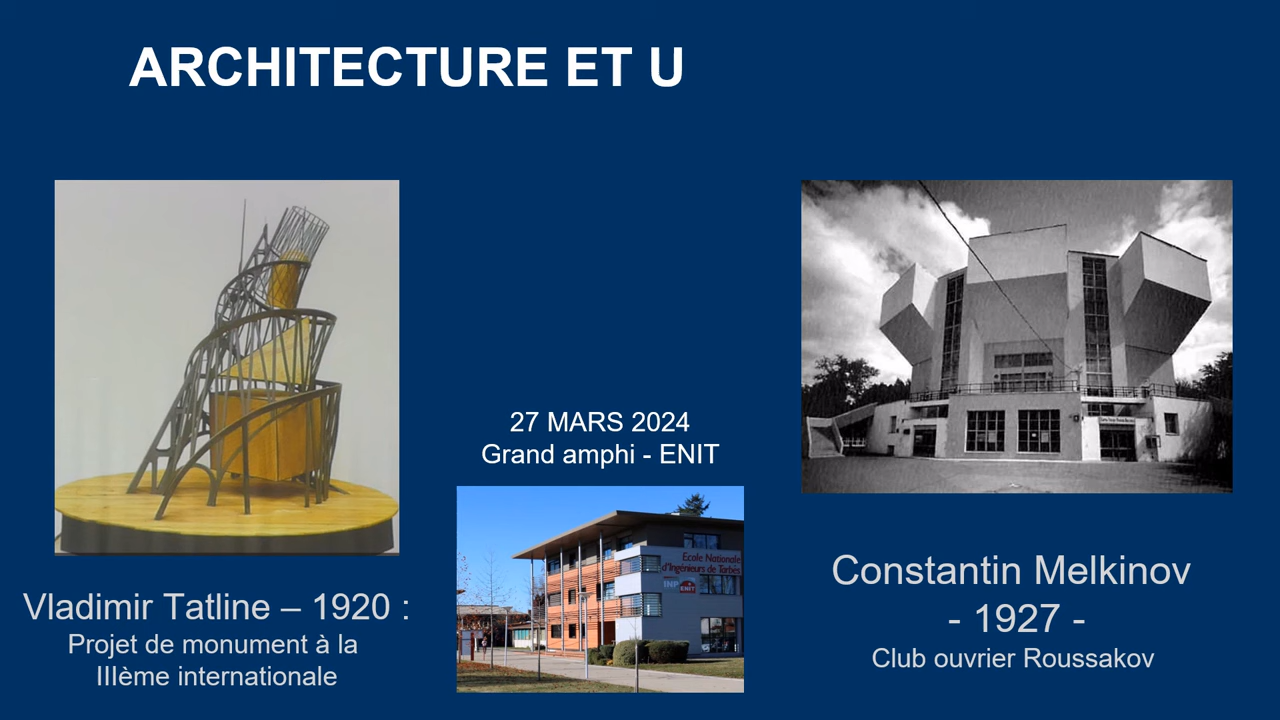 ARCHITECTURE ET U
27 MARS 2024
Grand amphi - ENIT
Ecole Nationale
d'Ingénieurs de Tarbes
INP
ENIT
Vladimir Tatline – 1920 :
Projet de monument à la
IIIème internationale
Constantin Melkinov
- 1927 -
Club ouvrier Roussakov